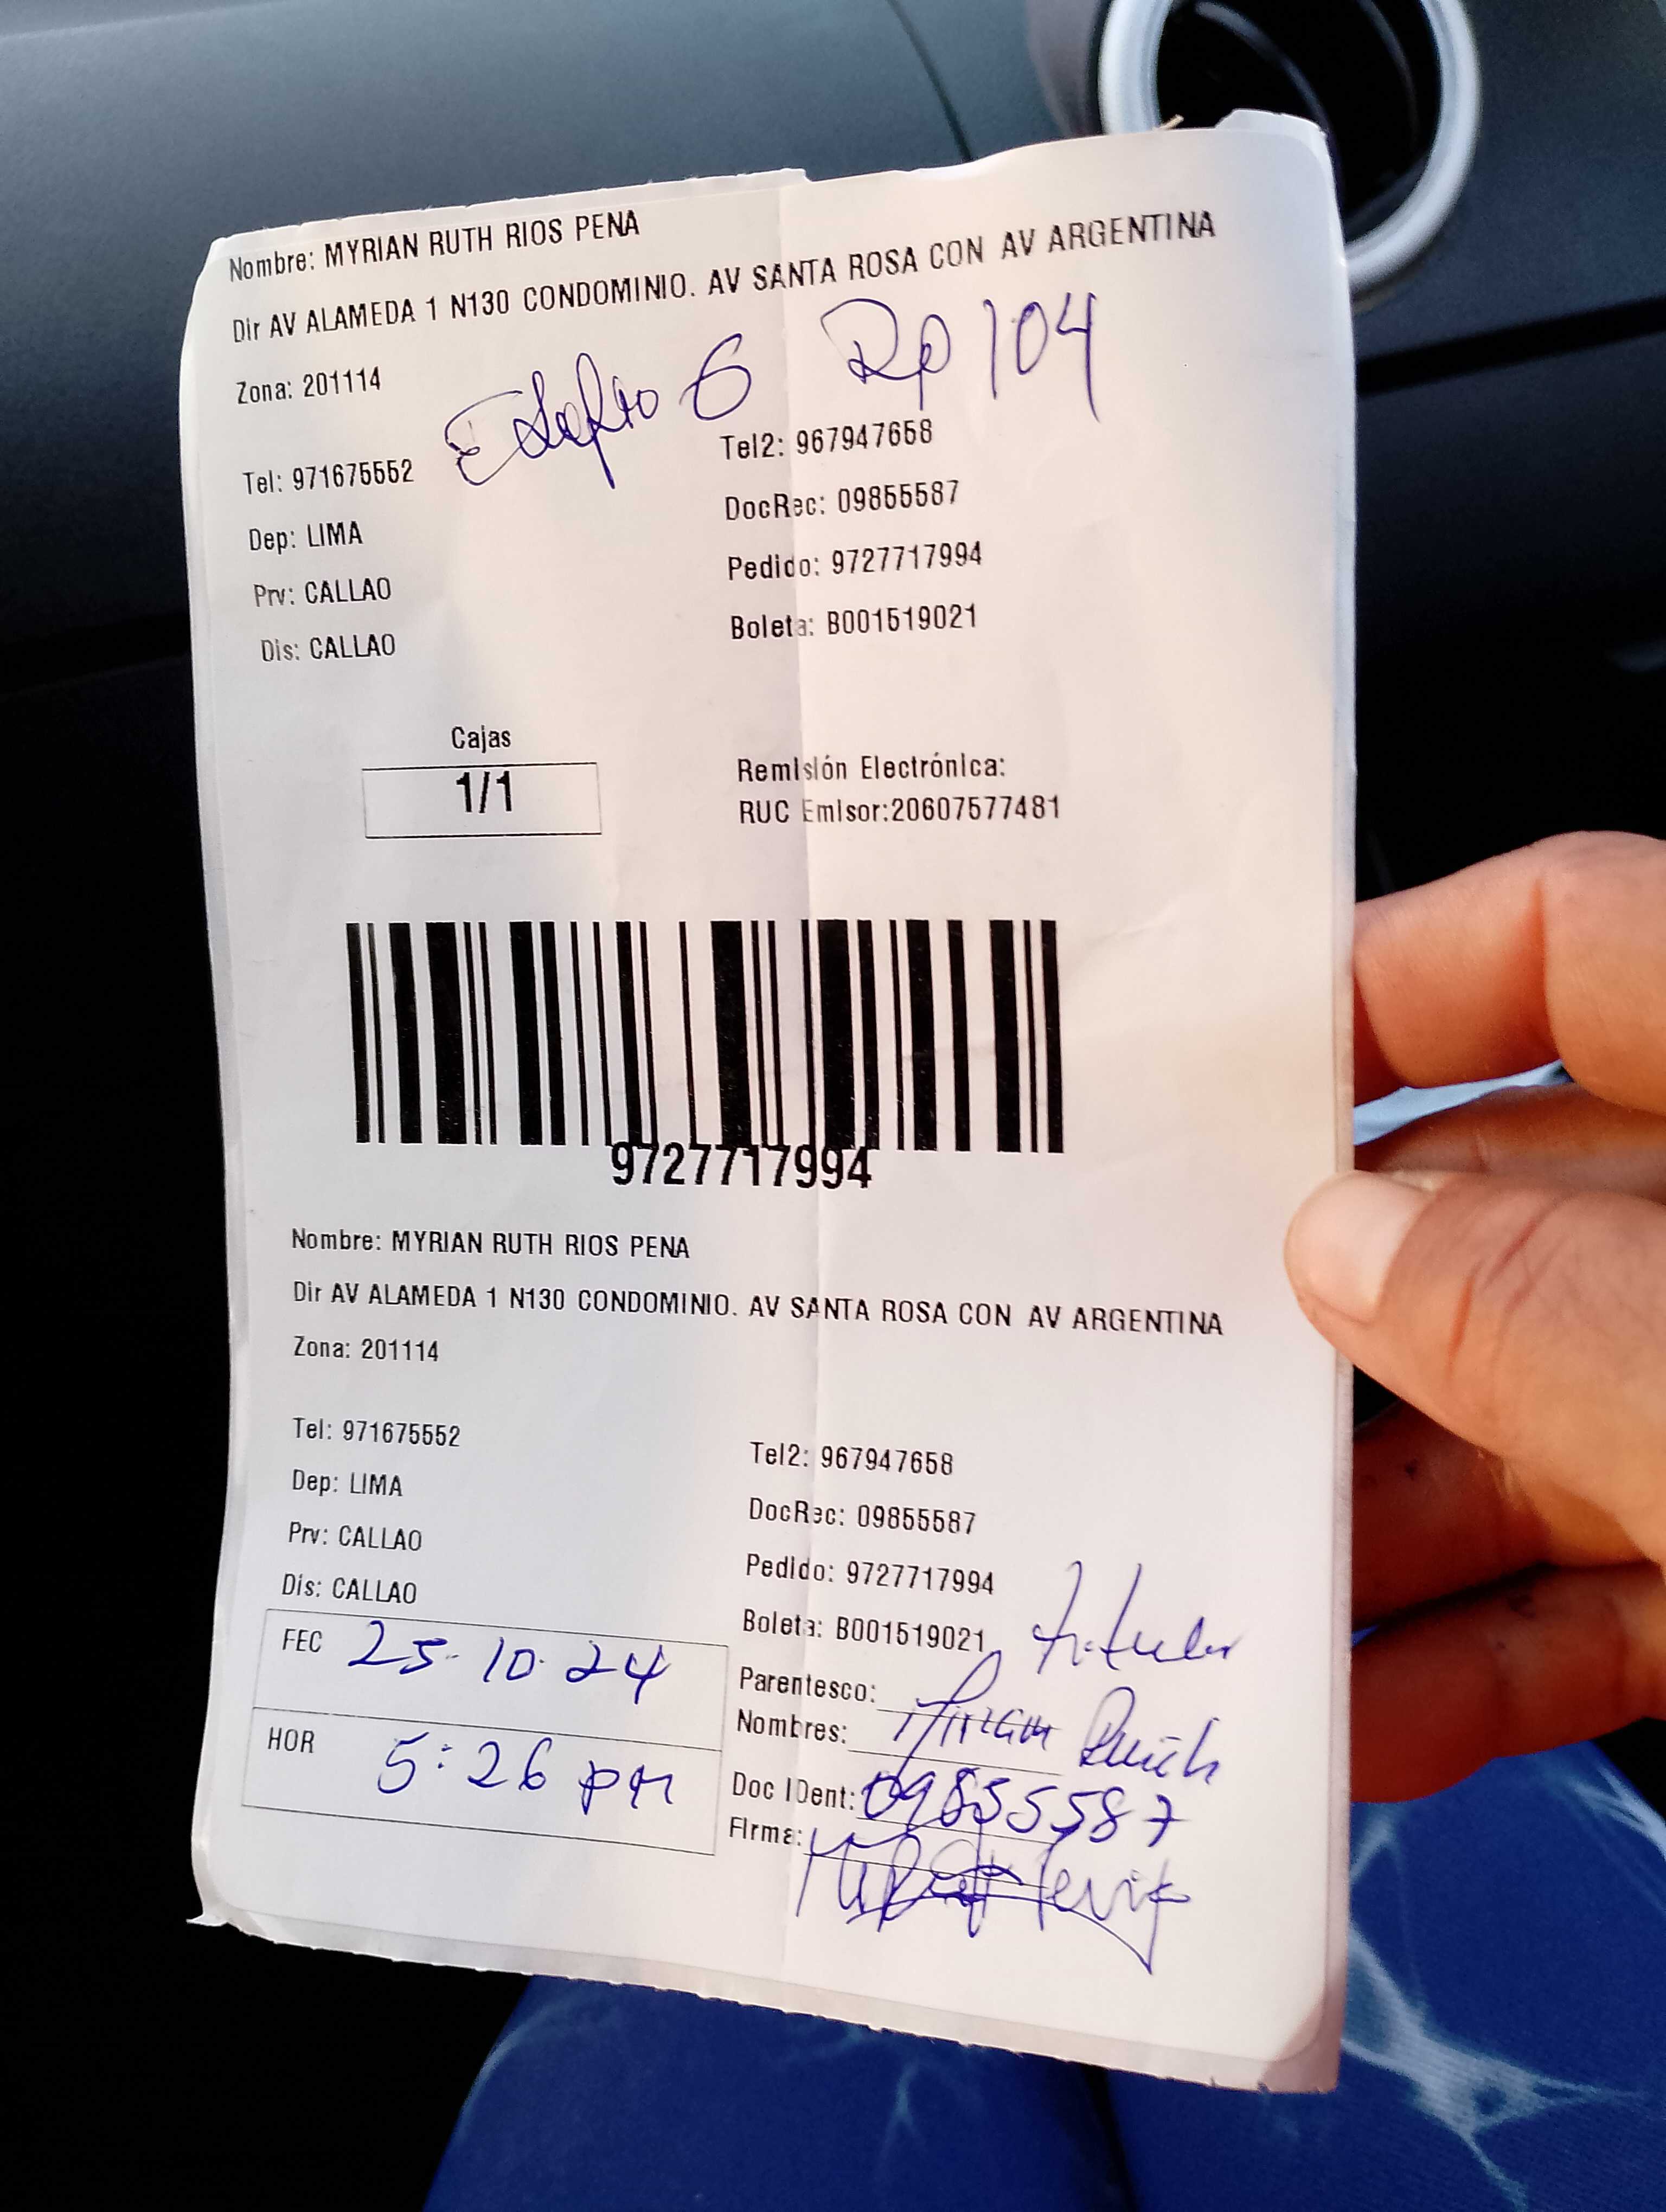 Nombre: MYRIAN RUTH RIOS PENA
Dir AV ALAMEDA 1 N130 CONDOMINIO. AV SANTA ROSA CON AV ARGENTINA
Zona: 201114
6 Dp 104
Tel: 971675552
Tel2: 967947658
Dep: LIMA
DocRec: 09855587
Prv: CALLAO
Pedido: 9727717994
Dis: CALLAO
Boleta: B001519021
Cajas
1/1
Remisión Electrónica:
RUC Emisor:20607577481
9727717994
Nombre: MYRIAN RUTH RIOS PENA
Dir AV ALAMEDA 1 N130 CONDOMINIO. AV SANTA ROSA CON AV ARGENTINA
Zona: 201114
Tel: 971675552
Tel2: 967947658
Dep: LIMA
DocRec: 09855587
Prv: CALLAO
Pedido: 9727717994
Dis: CALLAO
Boleta: B001519021
FEC 25-10-24
Parentesco: titular
Nombres: Miriam
HOR 5:26 pm
Doc IDent: 09855587
Firma: